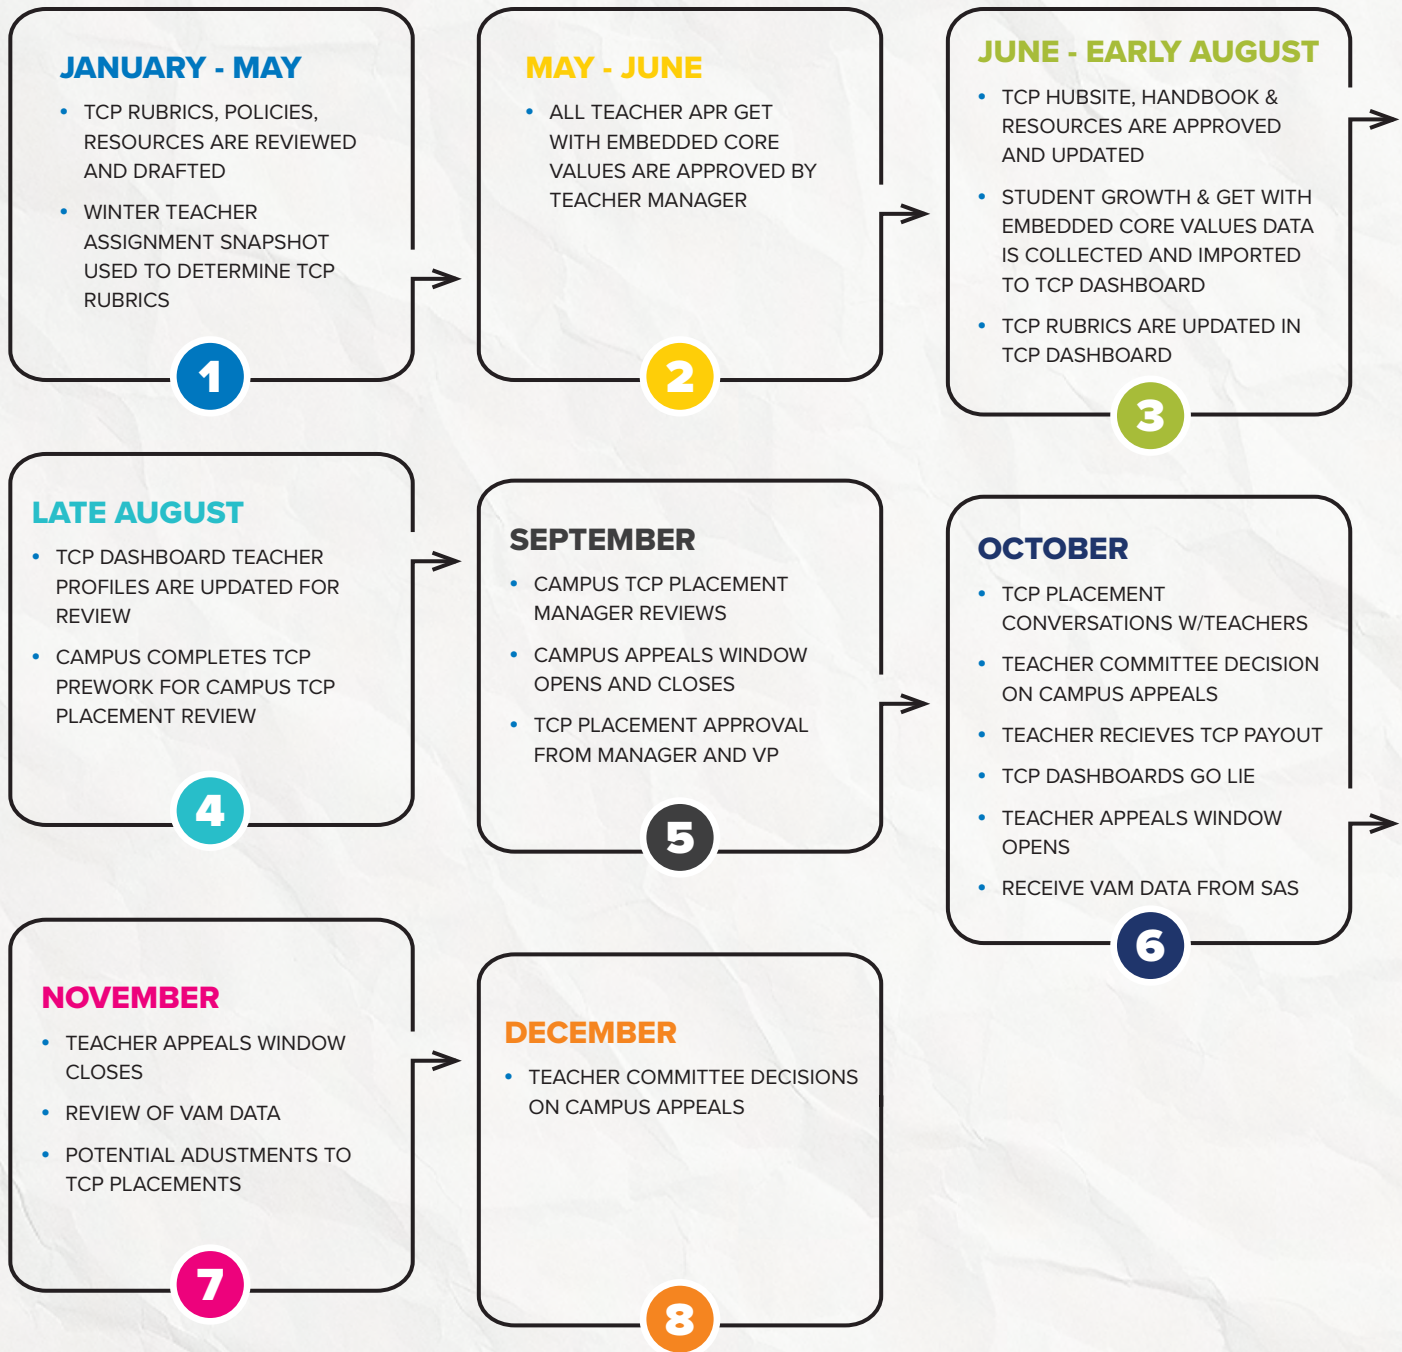 JANUARY - MAY
• TCP RUBRICS, POLICIES,
RESOURCES ARE REVIEWED
AND DRAFTED
• WINTER TEACHER
ASSIGNMENT SNAPSHOT
USED TO DETERMINE TCP
RUBRICS
1
MAY - JUNE
• ALL TEACHER APR GET
WITH EMBEDDED CORE
VALUES ARE APPROVED BY
TEACHER MANAGER
2
JUNE - EARLY AUGUST
• TCP HUBSITE, HANDBOOK &
RESOURCES ARE APPROVED
AND UPDATED
• STUDENT GROWTH & GET WITH
EMBEDDED CORE VALUES DATA
IS COLLECTED AND IMPORTED
TO TCP DASHBOARD
• TCP RUBRICS ARE UPDATED IN
TCP DASHBOARD
3
LATE AUGUST
• TCP DASHBOARD TEACHER
PROFILES ARE UPDATED FOR
REVIEW
• CAMPUS COMPLETES TCP
PREWORK FOR CAMPUS TCP
PLACEMENT REVIEW
4
SEPTEMBER
• CAMPUS TCP PLACEMENT
MANAGER REVIEWS
• CAMPUS APPEALS WINDOW
OPENS AND CLOSES
• TCP PLACEMENT APPROVAL
FROM MANAGER AND VP
5
OCTOBER
• TCP PLACEMENT
CONVERSATIONS W/TEACHERS
• TEACHER COMMITTEE DECISION
ON CAMPUS APPEALS
• TEACHER RECIEVES TCP PAYOUT
• TCP DASHBOARDS GO LIE
• TEACHER APPEALS WINDOW
OPENS
• RECEIVE VAM DATA FROM SAS
6
NOVEMBER
• TEACHER APPEALS WINDOW
CLOSES
• REVIEW OF VAM DATA
• POTENTIAL ADUSTMENTS TO
TCP PLACEMENTS
7
DECEMBER
• TEACHER COMMITTEE DECISIONS
ON CAMPUS APPEALS
8